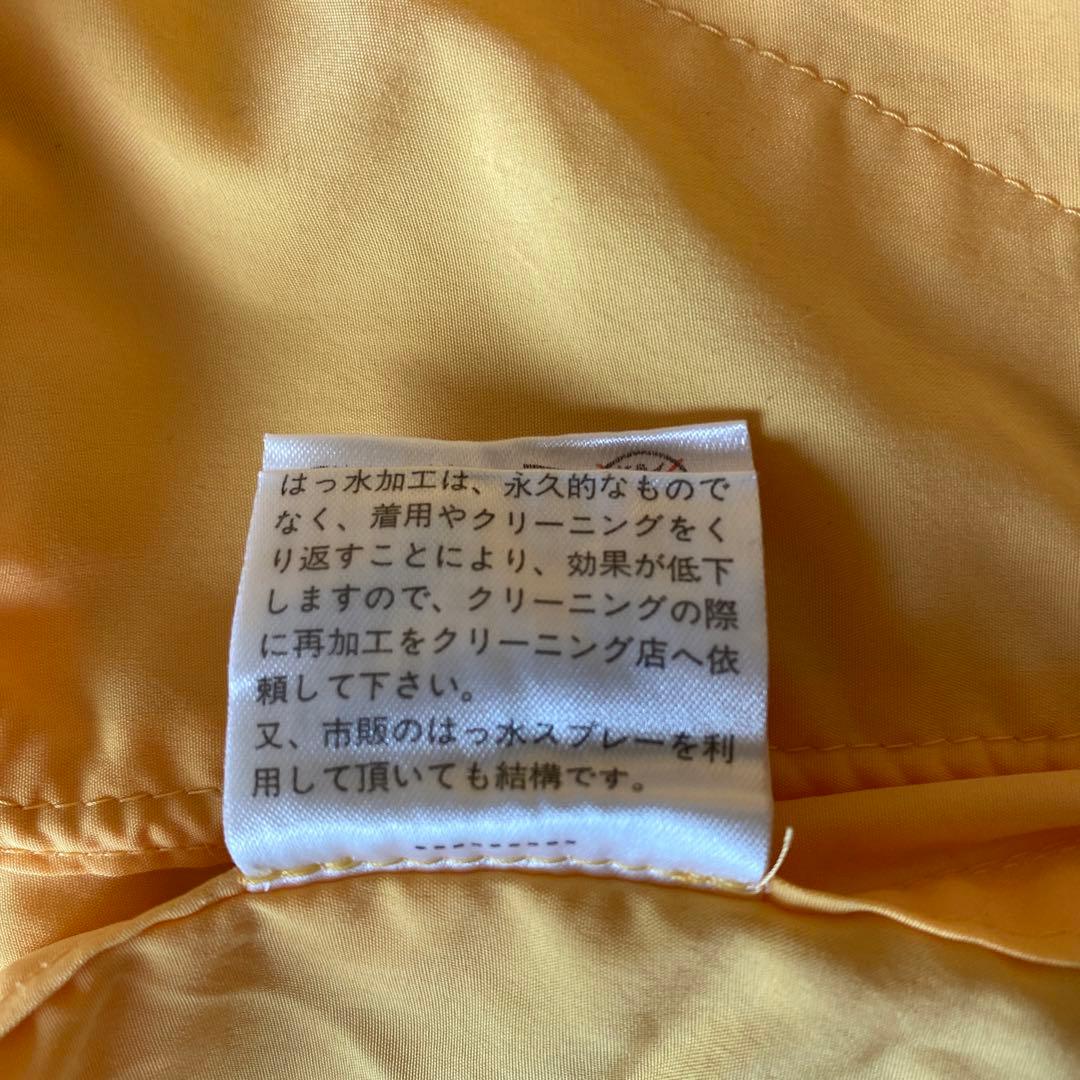 はっ水加工は、永久的なもので
なく、着用やクリーニングをく
り返すことにより、効果が低下
しますので、クリーニングの際
に再加工をクリーニング店へ依
頼して下さい。
又、市販のはっ水スプレーを利
用して頂いても結構です。